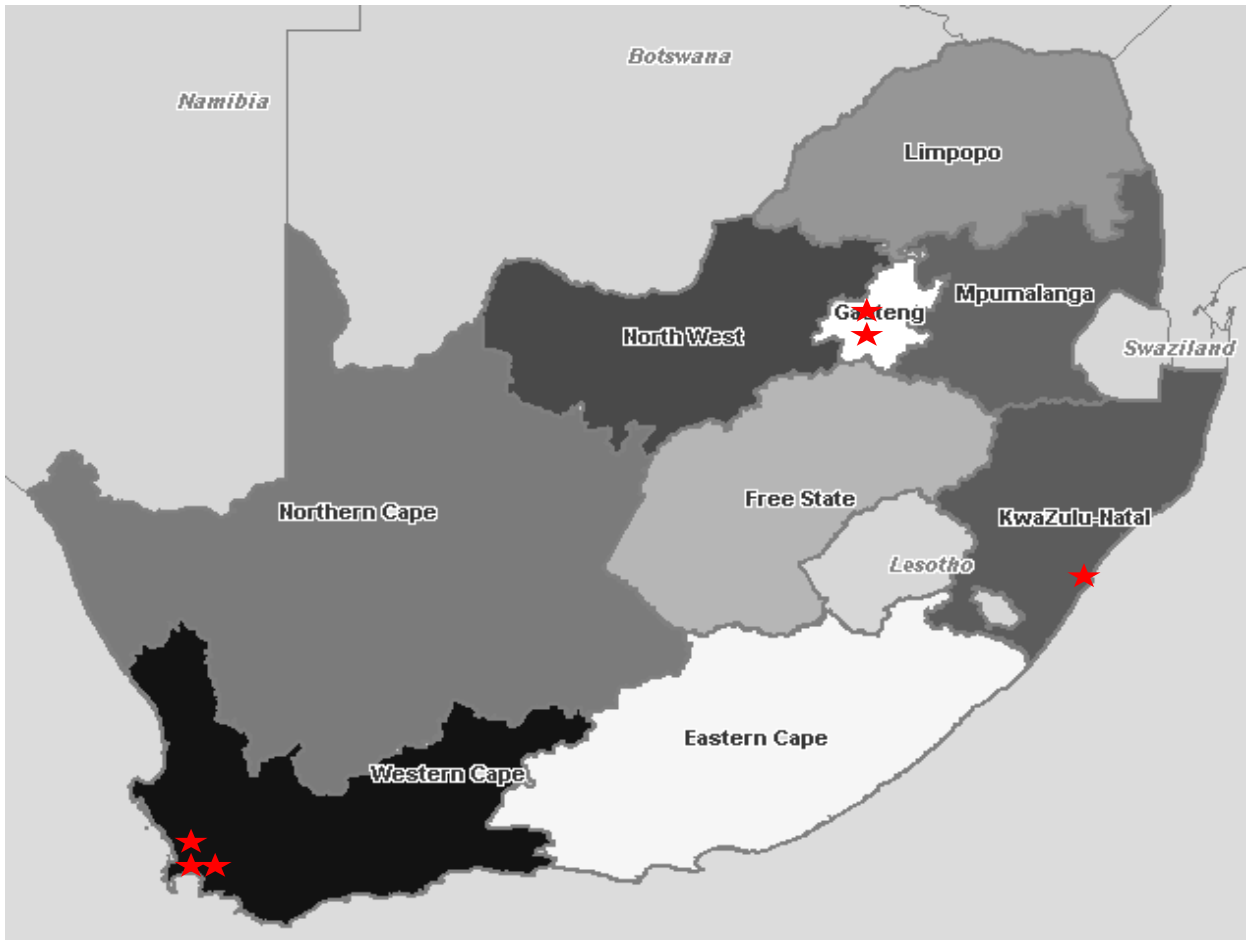 Botswana
Namibia
Limpopo
Mpumalanga
Gauteng
North West
Swaziland
Northern Cape
Free State
KwaZulu-Natal
Lesotho
Eastern Cape
Western Cape